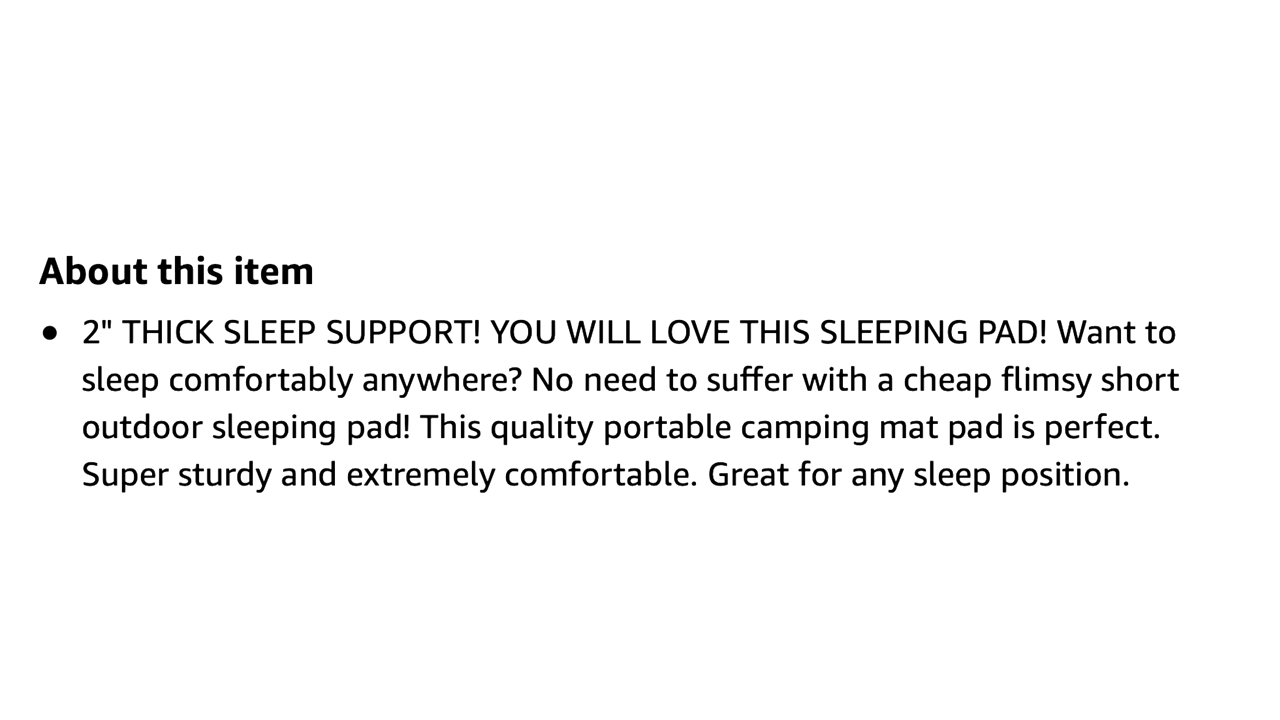 About this item
● 2" THICK SLEEP SUPPORT! YOU WILL LOVE THIS SLEEPING PAD! Want to
sleep comfortably anywhere? No need to suffer with a cheap flimsy short
outdoor sleeping pad! This quality portable camping mat pad is perfect.
Super sturdy and extremely comfortable. Great for any sleep position.